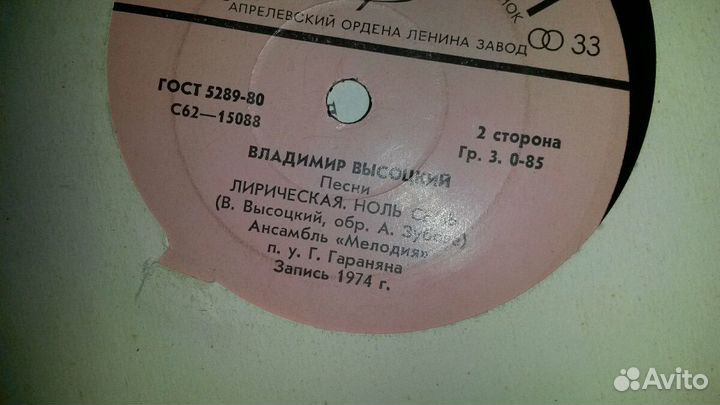 АПРЕЛЕВСКИЙ ОРДЕНА ЛЕНИНА ЗАВОД 33
ГОСТ 5289-80
С62—15088
2 сторона
Гр. 3. 0-85
ВЛАДИМИР ВЫСОЦКИЙ
Песни
ЛИРИЧЕСКАЯ. НОЛЬ
(В. Высоцкий, обр. А. Зубова)
Ансамбль «Мелодия»
п. у. Г. Гараняна
Запись 1974 г.
Avito